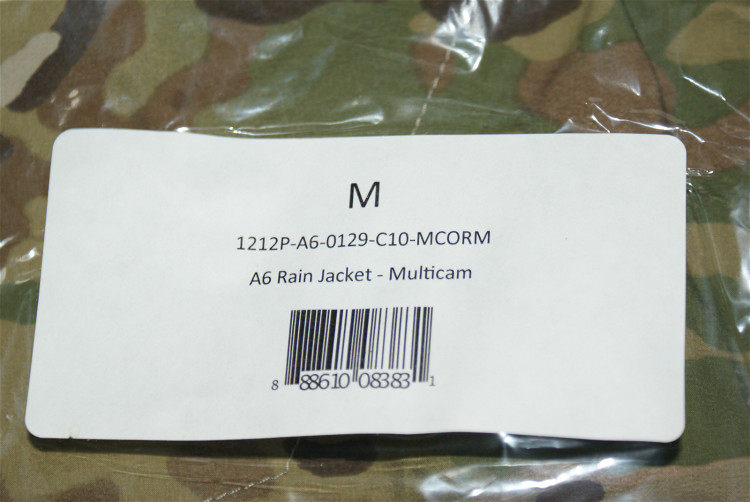 M
1212P-A6-0129-C10-MCORM
A6 Rain Jacket - Multicam
8 88610 08383 1